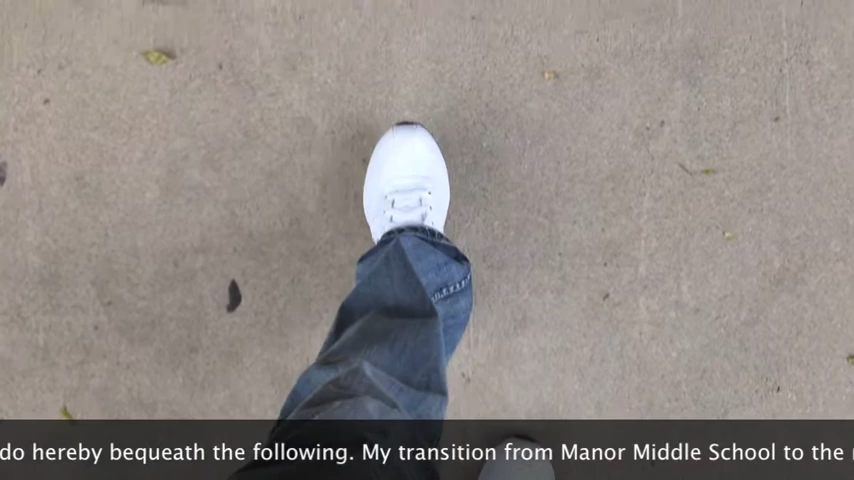 do hereby bequeath the following. My transition from Manor Middle School to the